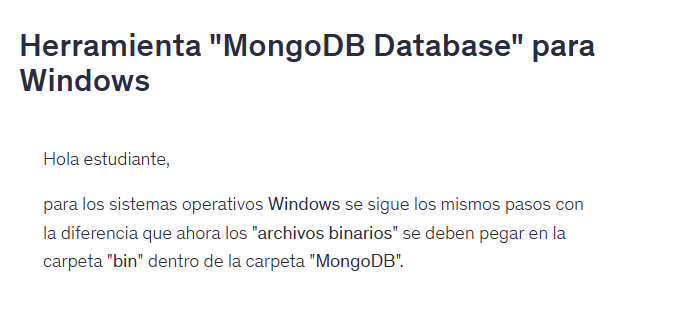 Herramienta "MongoDB Database" para
Windows
Hola estudiante,
para los sistemas operativos Windows se sigue los mismos pasos con
la diferencia que ahora los "archivos binarios" se deben pegar en la
carpeta "bin" dentro de la carpeta "MongoDB".